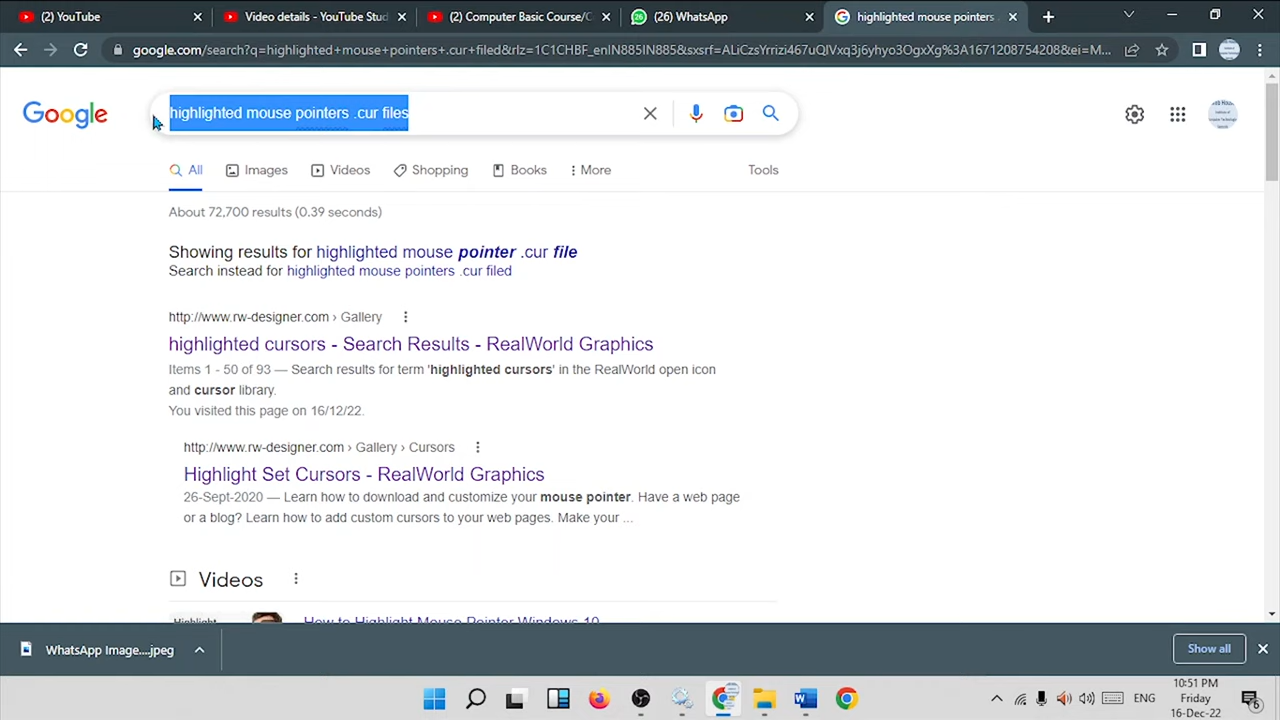 (2) YouTube
Video details - YouTube Stud
(2) Computer Basic Course/C
(26) WhatsApp
highlighted mouse pointers .
google.com/search?q=highlighted+mouse+pointers+.cur+filed&rlz=1C1CHBF_enIN885IN885&sxsrf=ALiCzsYrrizi467uQIVxq3j6yhyo3OgxXg%3A1671208754208&ei=M...
Google
highlighted mouse pointers .cur files
All
Images
Videos
Shopping
Books
More
Tools
About 72,700 results (0.39 seconds)
Showing results for highlighted mouse pointer .cur file
Search instead for highlighted mouse pointers .cur filed
http://www.rw-designer.com › Gallery
highlighted cursors - Search Results - RealWorld Graphics
Items 1 - 50 of 93 — Search results for term 'highlighted cursors' in the RealWorld open icon
and cursor library.
You visited this page on 16/12/22.
http://www.rw-designer.com › Gallery › Cursors
Highlight Set Cursors - RealWorld Graphics
26-Sept-2020 — Learn how to download and customize your mouse pointer. Have a web page
or a blog? Learn how to add custom cursors to your web pages. Make your ...
Videos
Highlight
How to Highlight Mouse Pointer Windows 10
WhatsApp Image....jpeg
Show all
ENG
10:51 PM
Friday
16-Dec-22
6